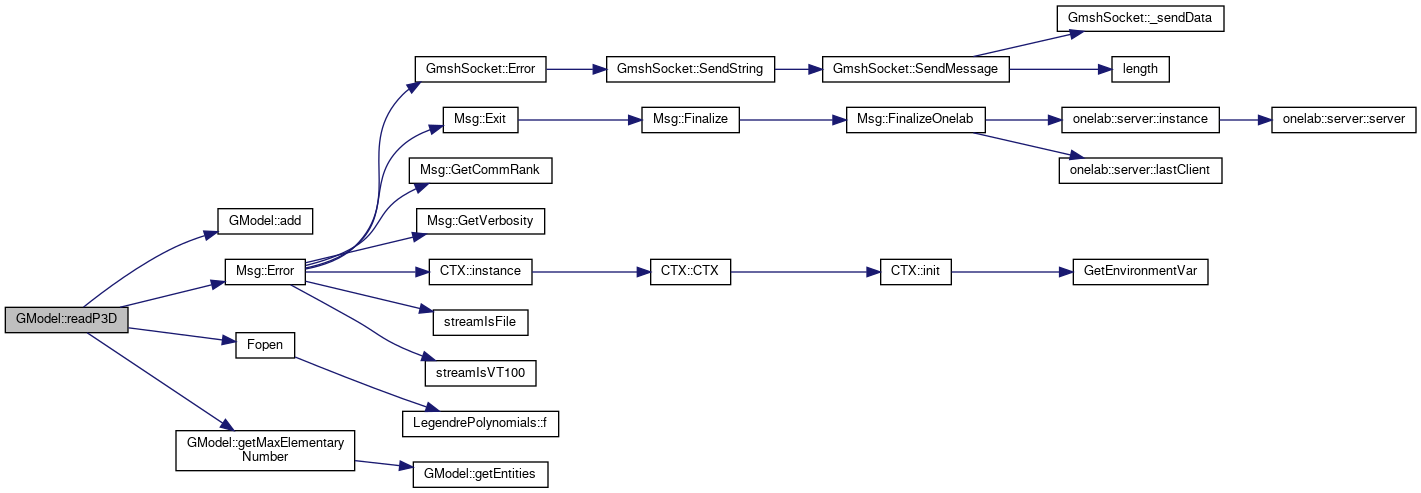 GModel::readP3D
GModel::add
Msg::Error
GmshSocket::Error
GmshSocket::SendString
GmshSocket::SendMessage
GmshSocket::_sendData
length
Msg::Exit
Msg::Finalize
Msg::FinalizeOnelab
onelab::server::instance
onelab::server::server
onelab::server::lastClient
Msg::GetCommRank
Msg::GetVerbosity
CTX::instance
CTX::CTX
CTX::init
GetEnvironmentVar
streamIsFile
streamIsVT100
Fopen
LegendrePolynomials::f
GModel::getMaxElementary
Number
GModel::getEntities